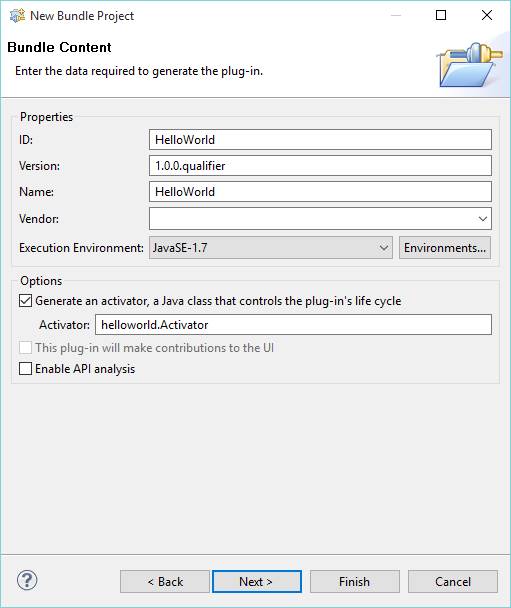 New Bundle Project
Bundle Content
Enter the data required to generate the plug-in.
Properties
ID: HelloWorld
Version: 1.0.0.qualifier
Name: HelloWorld
Vendor:
Execution Environment: JavaSE-1.7 Environments...
Options
Generate an activator, a Java class that controls the plug-in's life cycle
Activator: helloworld.Activator
This plug-in will make contributions to the UI
Enable API analysis
? < Back Next > Finish Cancel